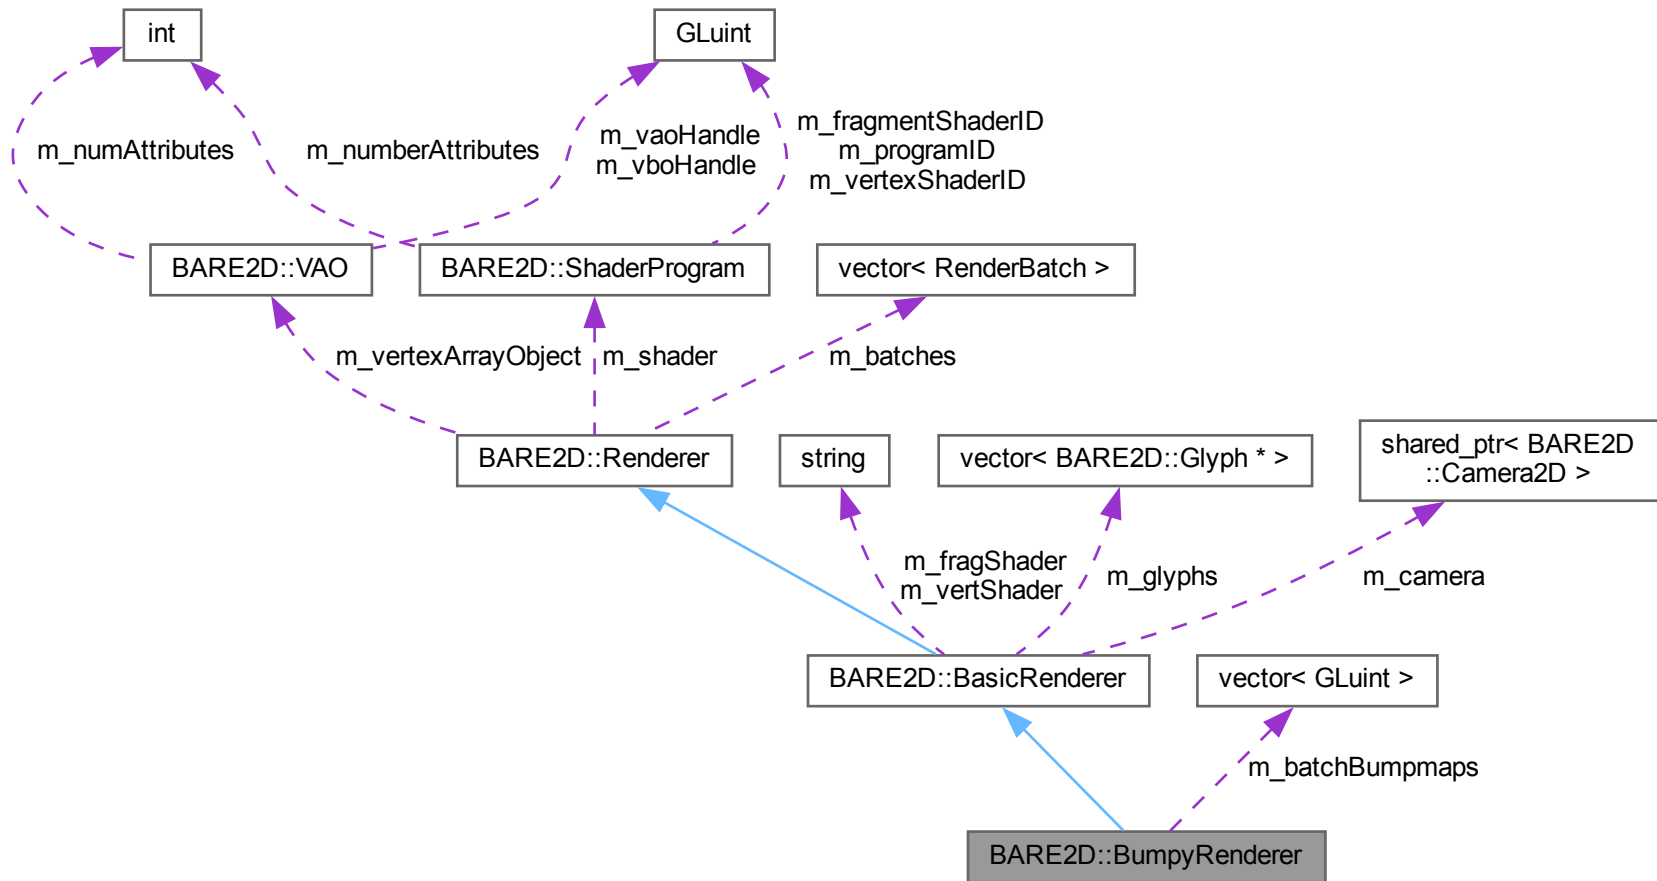 int
GLuint
m_numAttributes
m_numberAttributes
m_vaoHandle
m_vboHandle
m_fragmentShaderID
m_programID
m_vertexShaderID
BARE2D::VAO
BARE2D::ShaderProgram
vector< RenderBatch >
m_vertexArrayObject
m_shader
m_batches
BARE2D::Renderer
string
vector< BARE2D::Glyph * >
shared_ptr< BARE2D
::Camera2D >
m_fragShader
m_vertShader
m_glyphs
m_camera
BARE2D::BasicRenderer
vector< GLuint >
m_batchBumpmaps
BARE2D::BumpyRenderer